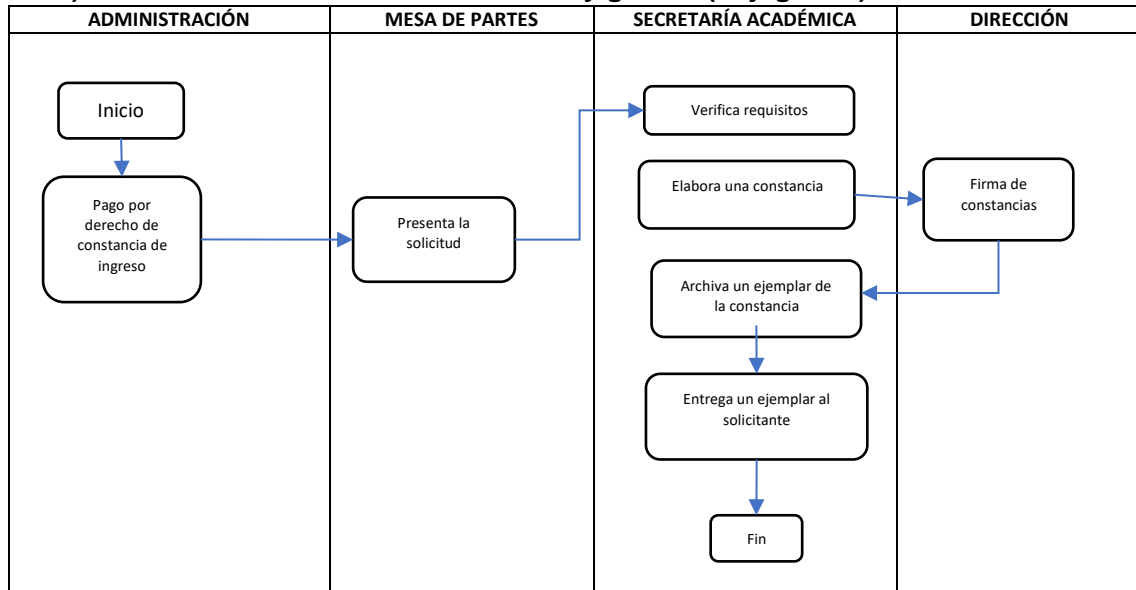 ADMINISTRACIÓN
MESA DE PARTES
SECRETARÍA ACADÉMICA
DIRECCIÓN
Inicio
Pago por
derecho de
constancia de
ingreso
Presenta la
solicitud
Verifica requisitos
Elabora una constancia
Firma de
constancias
Archiva un ejemplar de
la constancia
Entrega un ejemplar al
solicitante
Fin